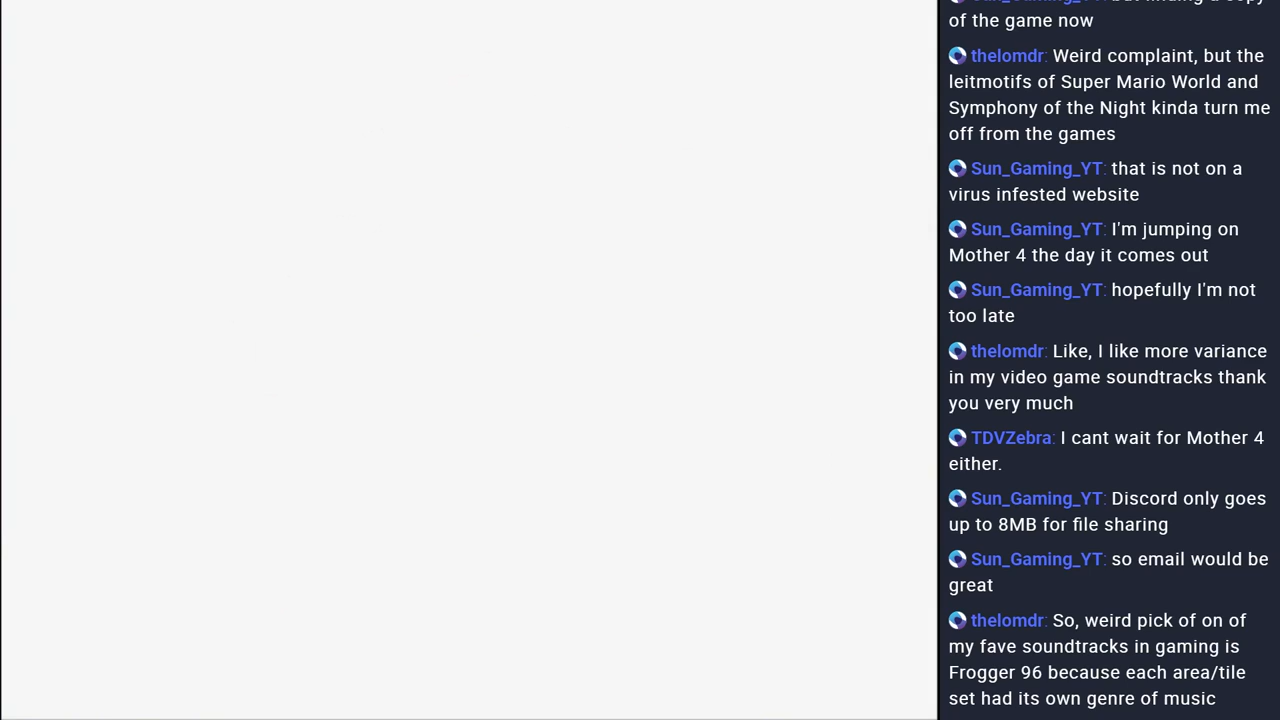 of the game now
thelomdr: Weird complaint, but the
leitmotifs of Super Mario World and
Symphony of the Night kinda turn me
off from the games
Sun_Gaming_YT: that is not on a
virus infested website
Sun_Gaming_YT: I'm jumping on
Mother 4 the day it comes out
Sun_Gaming_YT: hopefully I'm not
too late
thelomdr: Like, I like more variance
in my video game soundtracks thank
you very much
TDVZebra: I cant wait for Mother 4
either.
Sun_Gaming_YT: Discord only goes
up to 8MB for file sharing
Sun_Gaming_YT: so email would be
great
thelomdr: So, weird pick of on of
my fave soundtracks in gaming is
Frogger 96 because each area/tile
set had its own genre of music